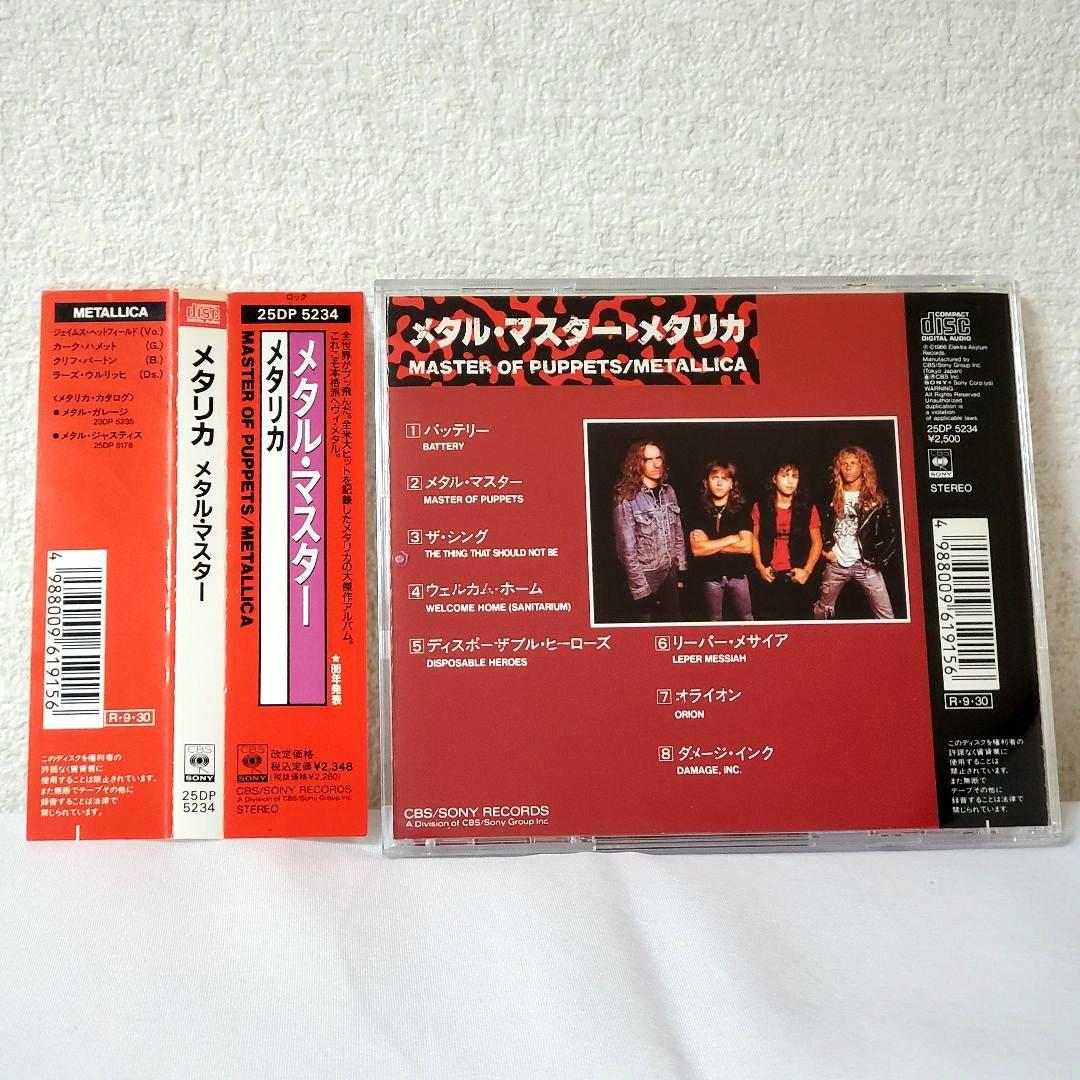 METALLICA
ジェイムス・ヘットフィールド (Vo.)
カーク・ハメット (G.)
クリフ・バートン (B.)
ラーズ・ウルリッヒ (Ds.)
〈メタリカ・カタログ〉
●メタル・ガレージ
23DP 5235
●メタル・ジャスティス
25DP 5178
4 988009 619156
R・9・30
このディスクを権利者の
許諾なく賃貸業に
使用することは禁止されています。
また無断でテープその他に
録音することは法律で
禁じられています。
COMPACT
disc
DIGITAL AUDIO
メタリカ メタル・マスター
CBS
SONY
25DP
5234
ロック
25DP 5234
全世界がブッ飛んだ。全米大ヒットを記録したメタリカの大傑作アルバム。
これこそ本格派ヘヴィ・メタル。
★86年発表
メタル・マスター
メタリカ
MASTER OF PUPPETS/METALLICA
CBS
SONY
改定価格
税込定価¥2,348
(税抜価格¥2,280)
CBS/SONY RECORDS
A Division of CBS/Sony Group Inc.
STEREO
メタル・マスター▶メタリカ
MASTER OF PUPPETS/METALLICA
1 バッテリー
BATTERY
2 メタル・マスター
MASTER OF PUPPETS
3 ザ・シング
THE THING THAT SHOULD NOT BE
4 ウェルカム・ホーム
WELCOME HOME (SANITARIUM)
5 ディスポーザブル・ヒーローズ
DISPOSABLE HEROES
6 リーパー・メサイア
LEPER MESSIAH
7 オライオン
ORION
8 ダメージ・インク
DAMAGE, INC.
CBS/SONY RECORDS
A Division of CBS/Sony Group Inc.
COMPACT
disc
DIGITAL AUDIO
Ⓟ©1986 Elektra Asylum
Records.
Manufactured by
CBS/Sony Group Inc.
(Tokyo Japan)
CBS Inc.
SONY® Sony Corp.
WARNING
All Rights Reserved.
Unauthorized
duplication is
a violation
of applicable laws.
25DP 5234
¥2,500
CBS
SONY
STEREO
4 988009 619156
R・9・30
このディスクを権利者の
許諾なく賃貸業に
使用することは
禁止されています。
また無断で
テープその他に
録音することは法律で
禁じられています。